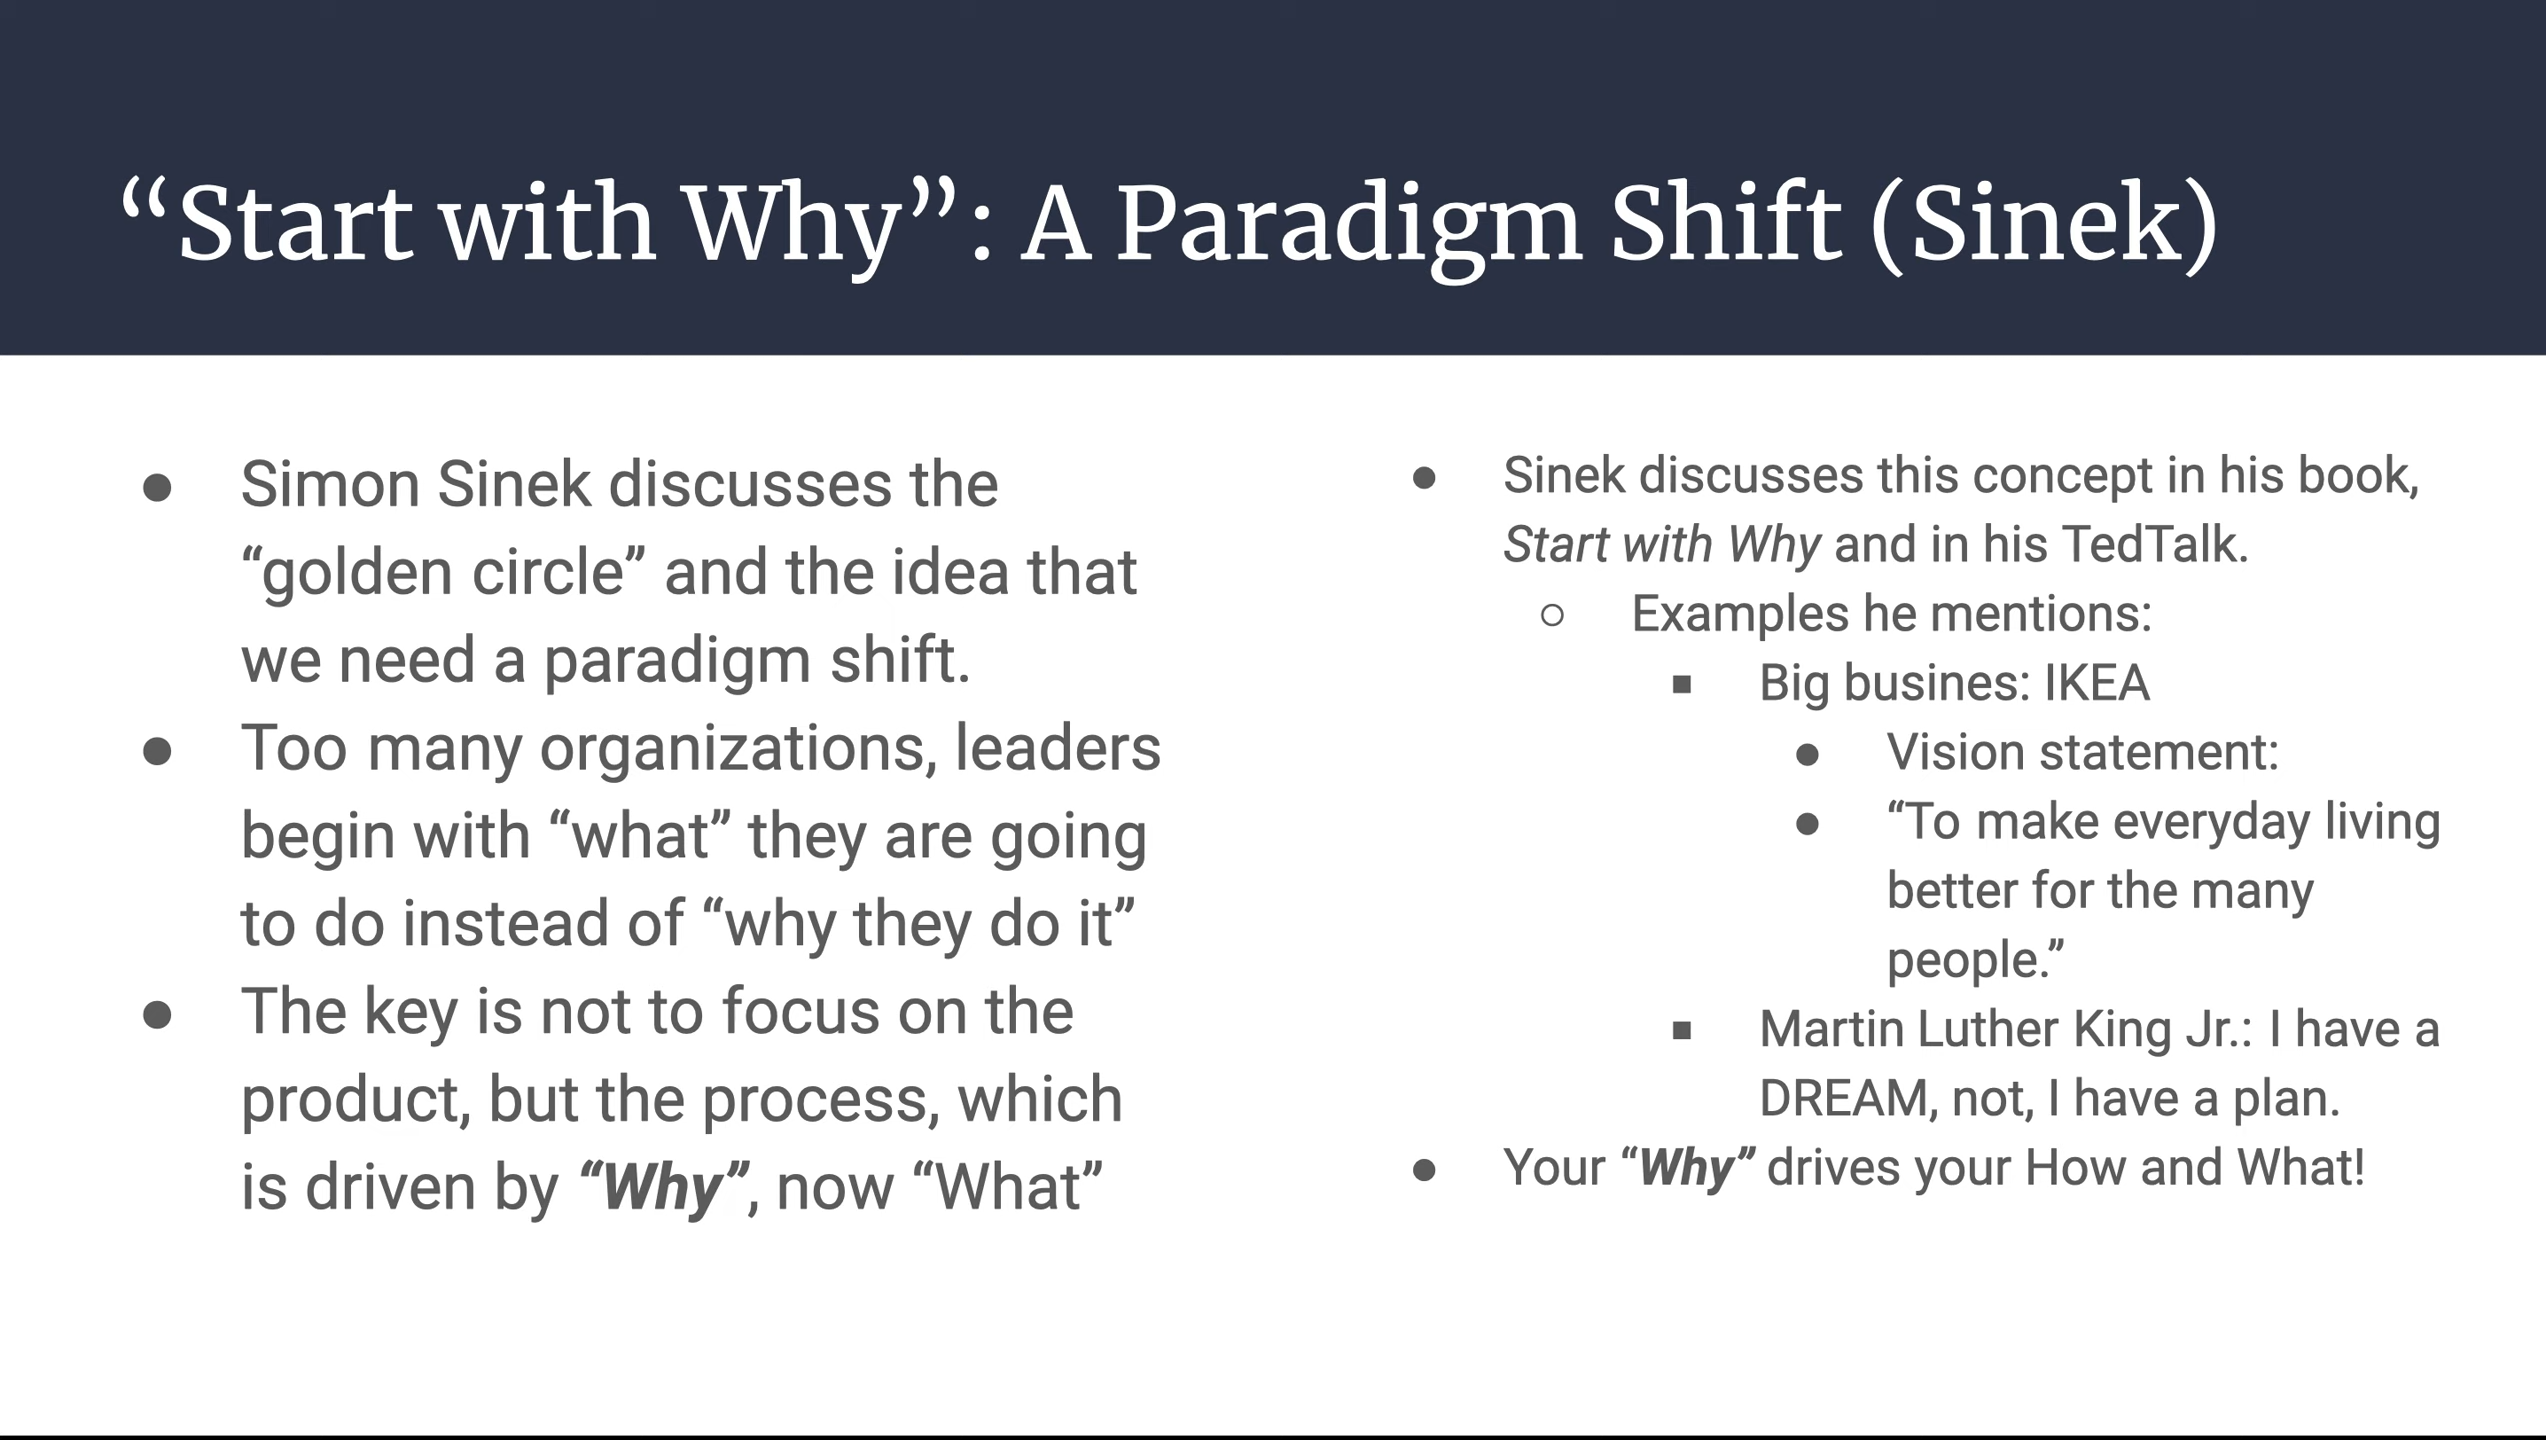 “Start with Why”: A Paradigm Shift (Sinek)
● Simon Sinek discusses the
“golden circle” and the idea that
we need a paradigm shift.
● Too many organizations, leaders
begin with “what” they are going
to do instead of “why they do it”
● The key is not to focus on the
product, but the process, which
is driven by “Why”, now “What”
● Sinek discusses this concept in his book,
Start with Why and in his TedTalk.
○ Examples he mentions:
■ Big busines: IKEA
● Vision statement:
● “To make everyday living
better for the many
people.”
■ Martin Luther King Jr.: I have a
DREAM, not, I have a plan.
● Your “Why” drives your How and What!